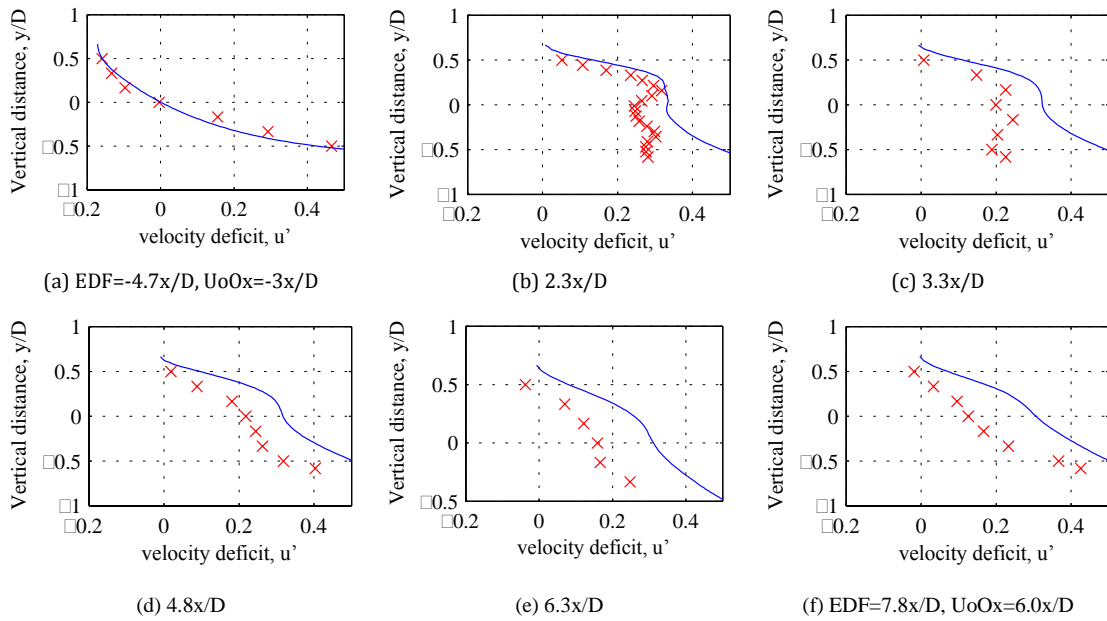 1
0.5
0
□0.5
□1
□0.2 0 0.2 0.4
Vertical distance, y/D
velocity deficit, u’
(a) EDF=-4.7x/D, UoOx=-3x/D
1
0.5
0
□0.5
□1
□0.2 0 0.2 0.4
Vertical distance, y/D
velocity deficit, u’
(b) 2.3x/D
1
0.5
0
□0.5
□1
□0.2 0 0.2 0.4
Vertical distance, y/D
velocity deficit, u’
(c) 3.3x/D
1
0.5
0
□0.5
□1
□0.2 0 0.2 0.4
Vertical distance, y/D
velocity deficit, u’
(d) 4.8x/D
1
0.5
0
□0.5
□0.2 0 0.2 0.4
Vertical distance, y/D
velocity deficit, u’
(e) 6.3x/D
1
0.5
0
□0.5
□1
□0.2 0 0.2 0.4
Vertical distance, y/D
velocity deficit, u’
(f) EDF=7.8x/D, UoOx=6.0x/D